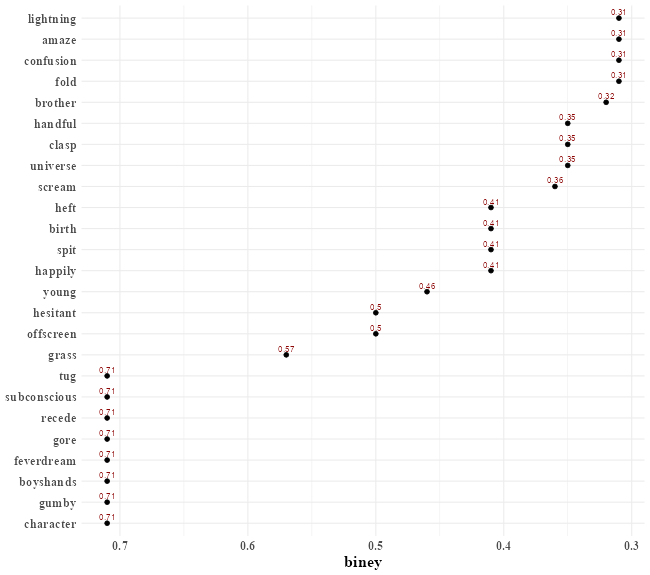 lightning 0.31
amaze 0.31
confusion 0.31
fold 0.31
brother 0.32
handful 0.35
clasp 0.35
universe 0.35
scream 0.36
heft 0.41
birth 0.41
spit 0.41
happily 0.41
young 0.46
hesitant 0.5
offscreen 0.5
grass 0.57
tug 0.71
subconscious 0.71
recede 0.71
gore 0.71
feverdream 0.71
boyshands 0.71
gumby 0.71
character 0.71
0.7 0.6 0.5 0.4 0.3
biney